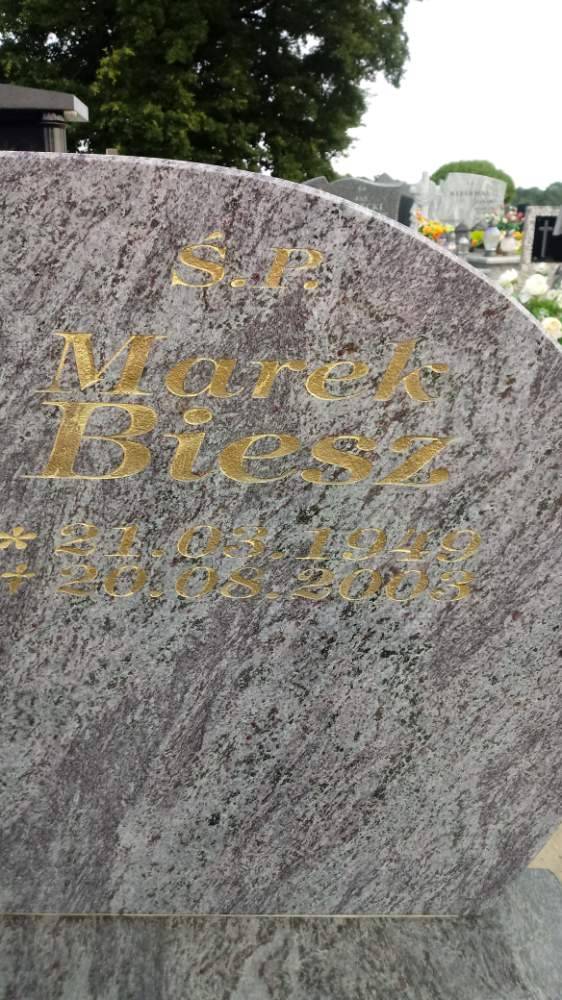 Ś.P.
Marek
Biesz
* 21.03.1949
+ 20.08.2003